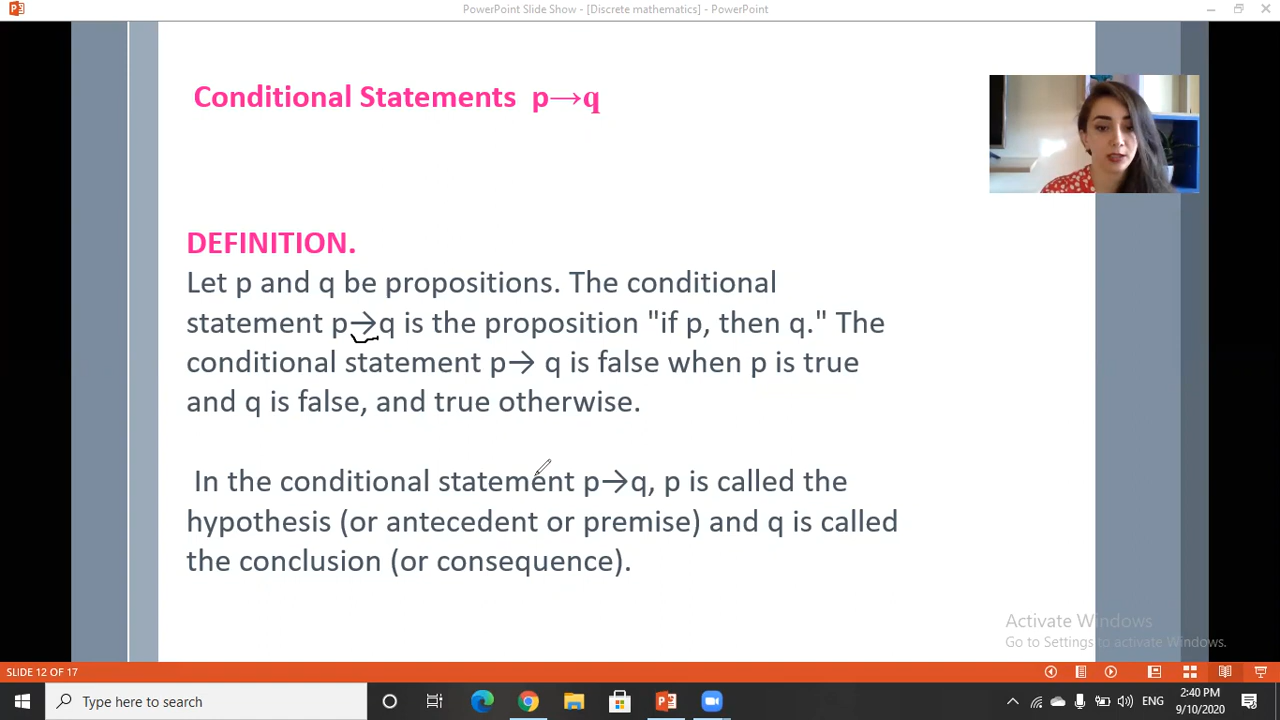 PowerPoint Slide Show - [Discrete mathematics] - PowerPoint
Conditional Statements p→q
DEFINITION.
Let p and q be propositions. The conditional
statement p→q is the proposition "if p, then q." The
conditional statement p→ q is false when p is true
and q is false, and true otherwise.
In the conditional statement p→q, p is called the
hypothesis (or antecedent or premise) and q is called
the conclusion (or consequence).
Activate Windows
Go to Settings to activate Windows.
SLIDE 12 OF 17
Type here to search
ENG
2:40 PM
9/10/2020